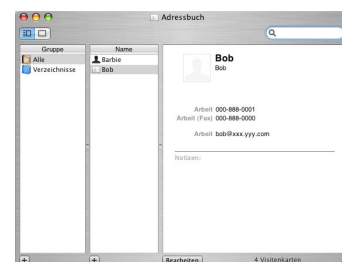 Adressbuch
Gruppe
Alle
Verzeichnisse
Name
Barbie
Bob
Bob
Bob
Arbeit 000-888-0001
Arbeit (Fax) 000-888-0000
Arbeit bob@xxx.yyy.com
Notizen:
Bearbeiten
4 Visitenkarten